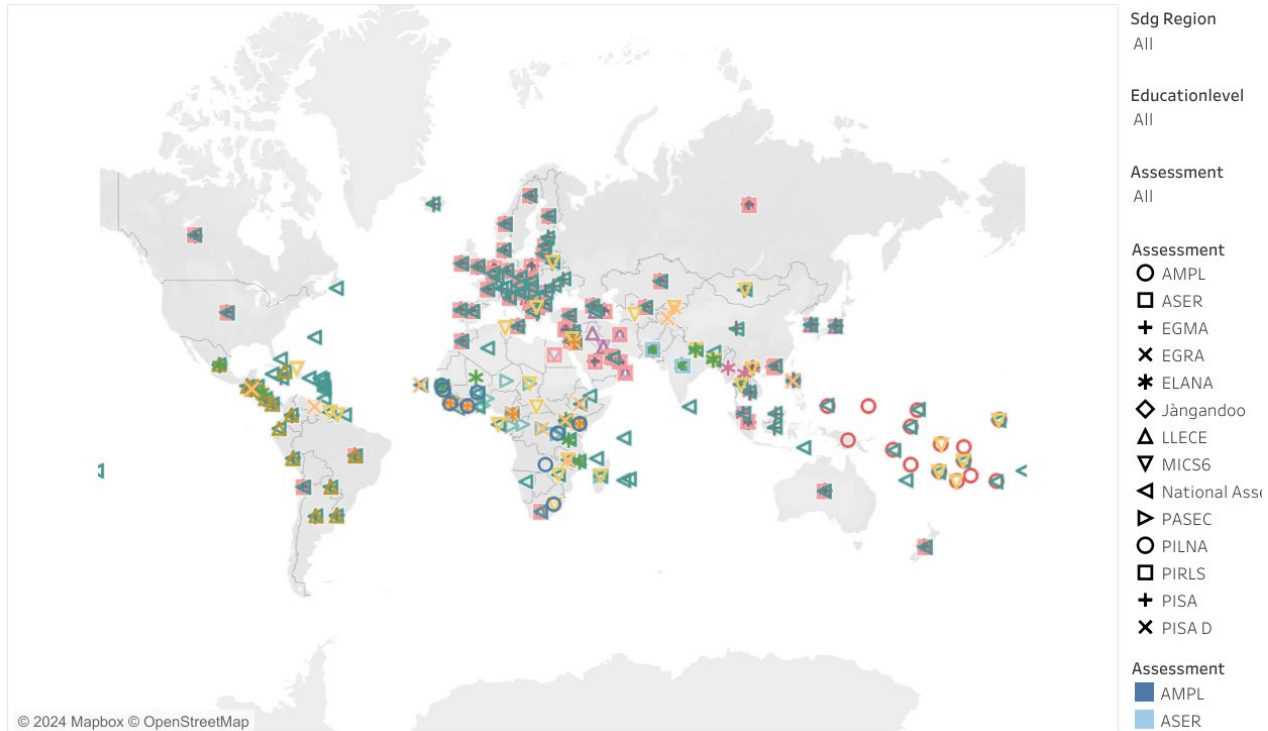 Sdg Region
All
Educationlevel
All
Assessment
All
Assessment
AMPL
ASER
EGMA
EGRA
ELANA
Jàngandoo
LLECE
MICS6
National Asse
PASEC
PILNA
PIRLS
PISA
PISA D
Assessment
AMPL
ASER
© 2024 Mapbox © OpenStreetMap